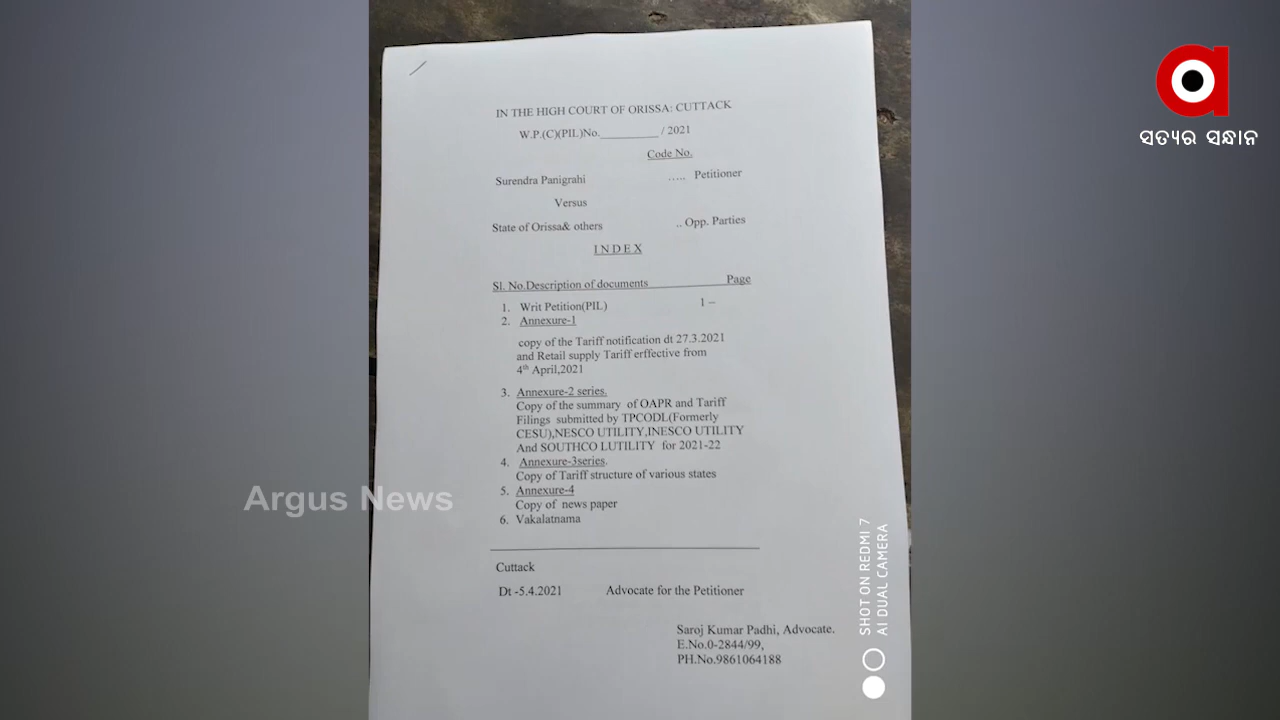 IN THE HIGH COURT OF ORISSA: CUTTACK
W.P.(C)(PIL)No.__________ / 2021
Code No.
Surendra Panigrahi ..... Petitioner
Versus
State of Orissa& others .. Opp. Parties
INDEX
Sl. No.Description of documents Page
1. Writ Petition(PIL) 1 –
2. Annexure-1
copy of the Tariff notification dt 27.3.2021
and Retail supply Tariff erffective from
4th April,2021
3. Annexure-2 series.
Copy of the summary of OAPR and Tariff
Filings submitted by TPCODL(Formerly
CESU),NESCO UTILITY,INESCO UTILITY
And SOUTHCO LUTILITY for 2021-22
4. Annexure-3series.
Copy of Tariff structure of various states
5. Annexure-4
Copy of news paper
6. Vakalatnama
Cuttack
Dt -5.4.2021 Advocate for the Petitioner
Saroj Kumar Padhi, Advocate.
E.No.0-2844/99,
PH.No.9861064188
SHOT ON REDMI 7
AI DUAL CAMERA
Argus News
ସତ୍ୟର ସନ୍ଧାନ